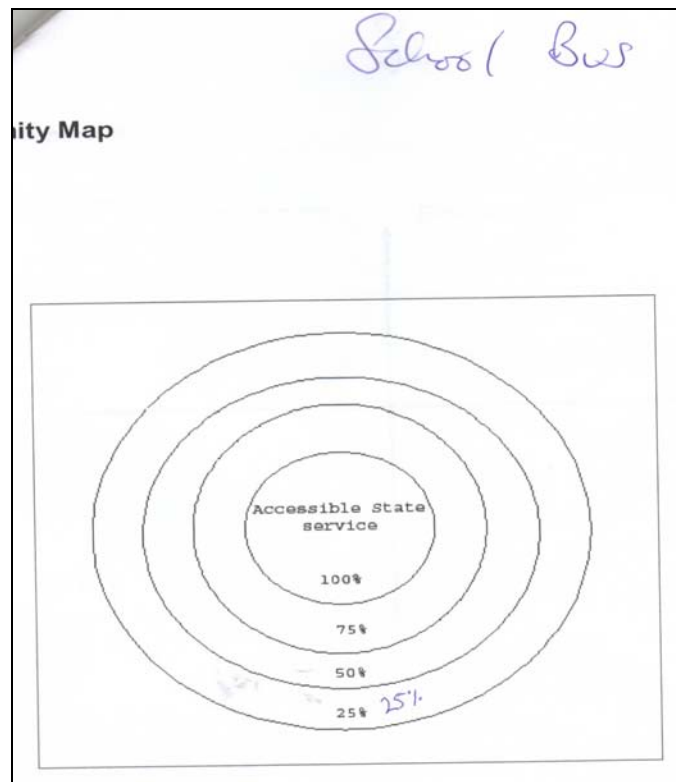 School Bus
ity Map
Accessible State
service
100%
75%
50%
25% 25%